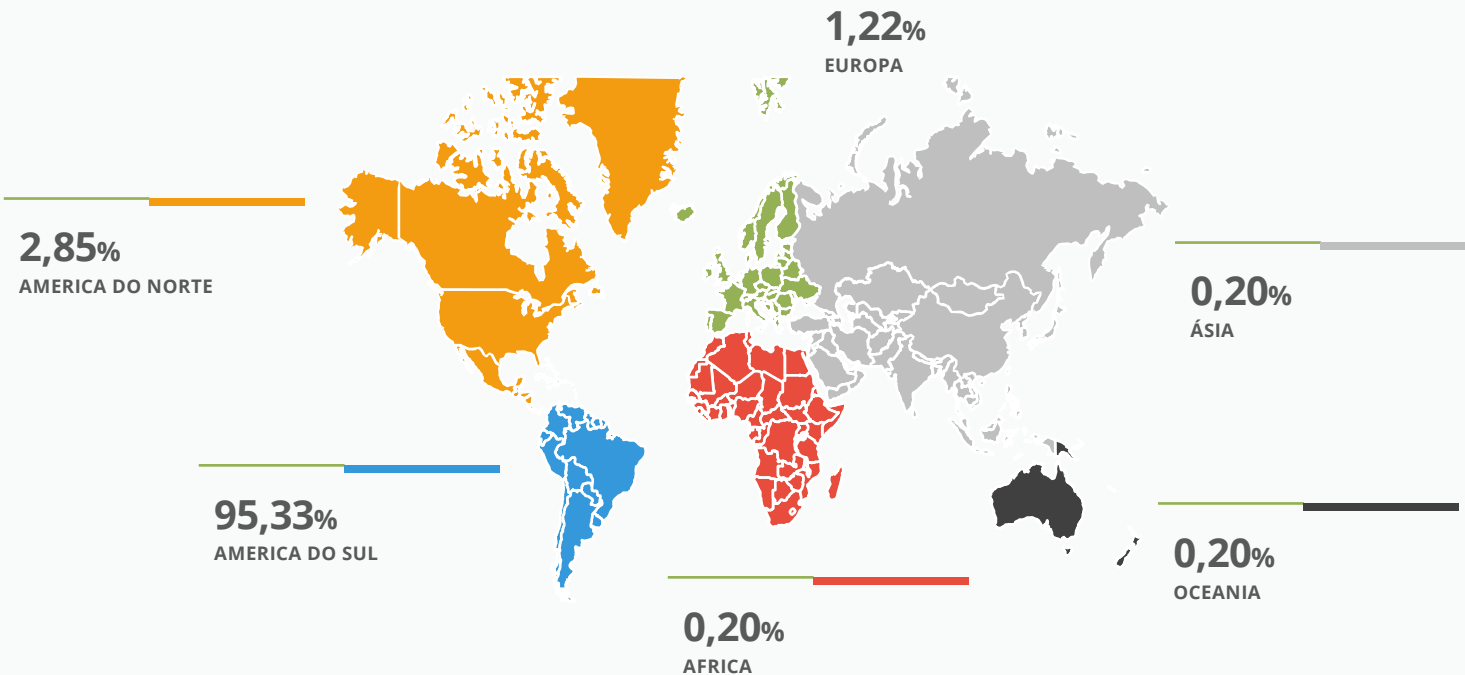 1,22%
EUROPA
2,85%
AMERICA DO NORTE
0,20%
ÁSIA
95,33%
AMERICA DO SUL
0,20%
OCEANIA
0,20%
AFRICA